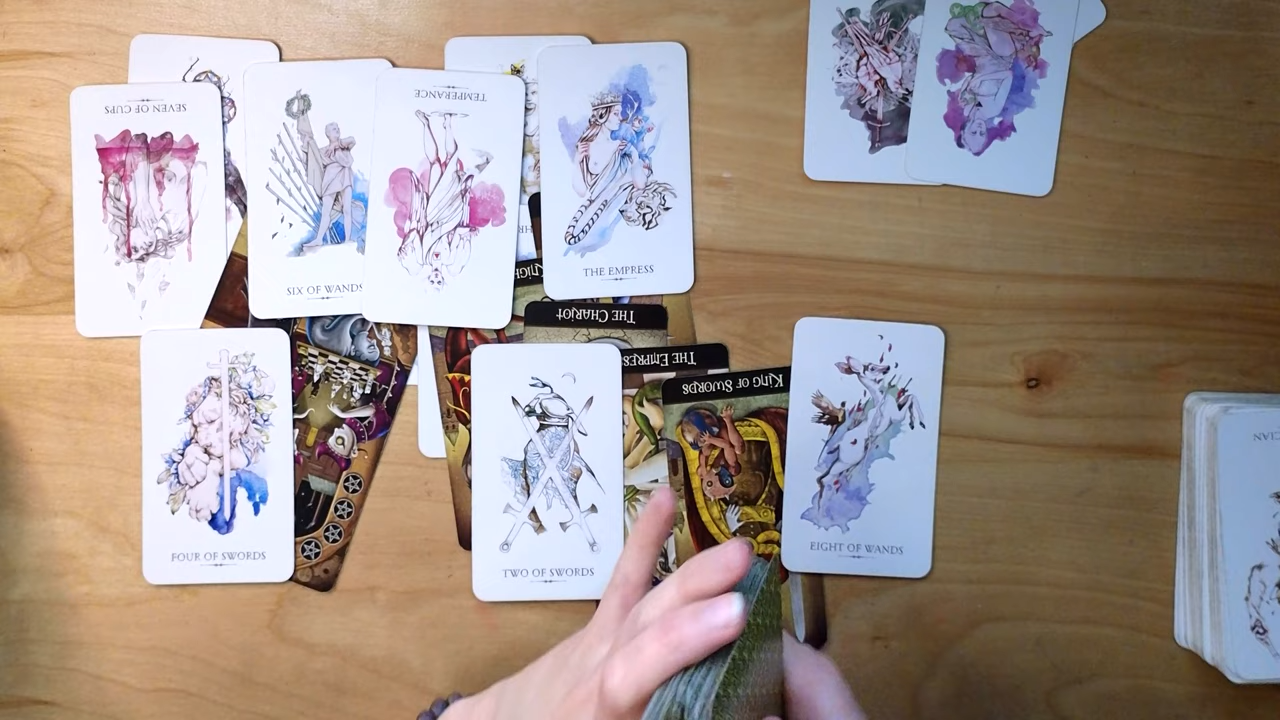 SEVEN OF CUPS
SIX OF WANDS
TEMPERANCE
THE EMPRESS
THE CHARIOT
THE EMPRESS
KING OF SWORDS
FOUR OF SWORDS
TWO OF SWORDS
EIGHT OF WANDS